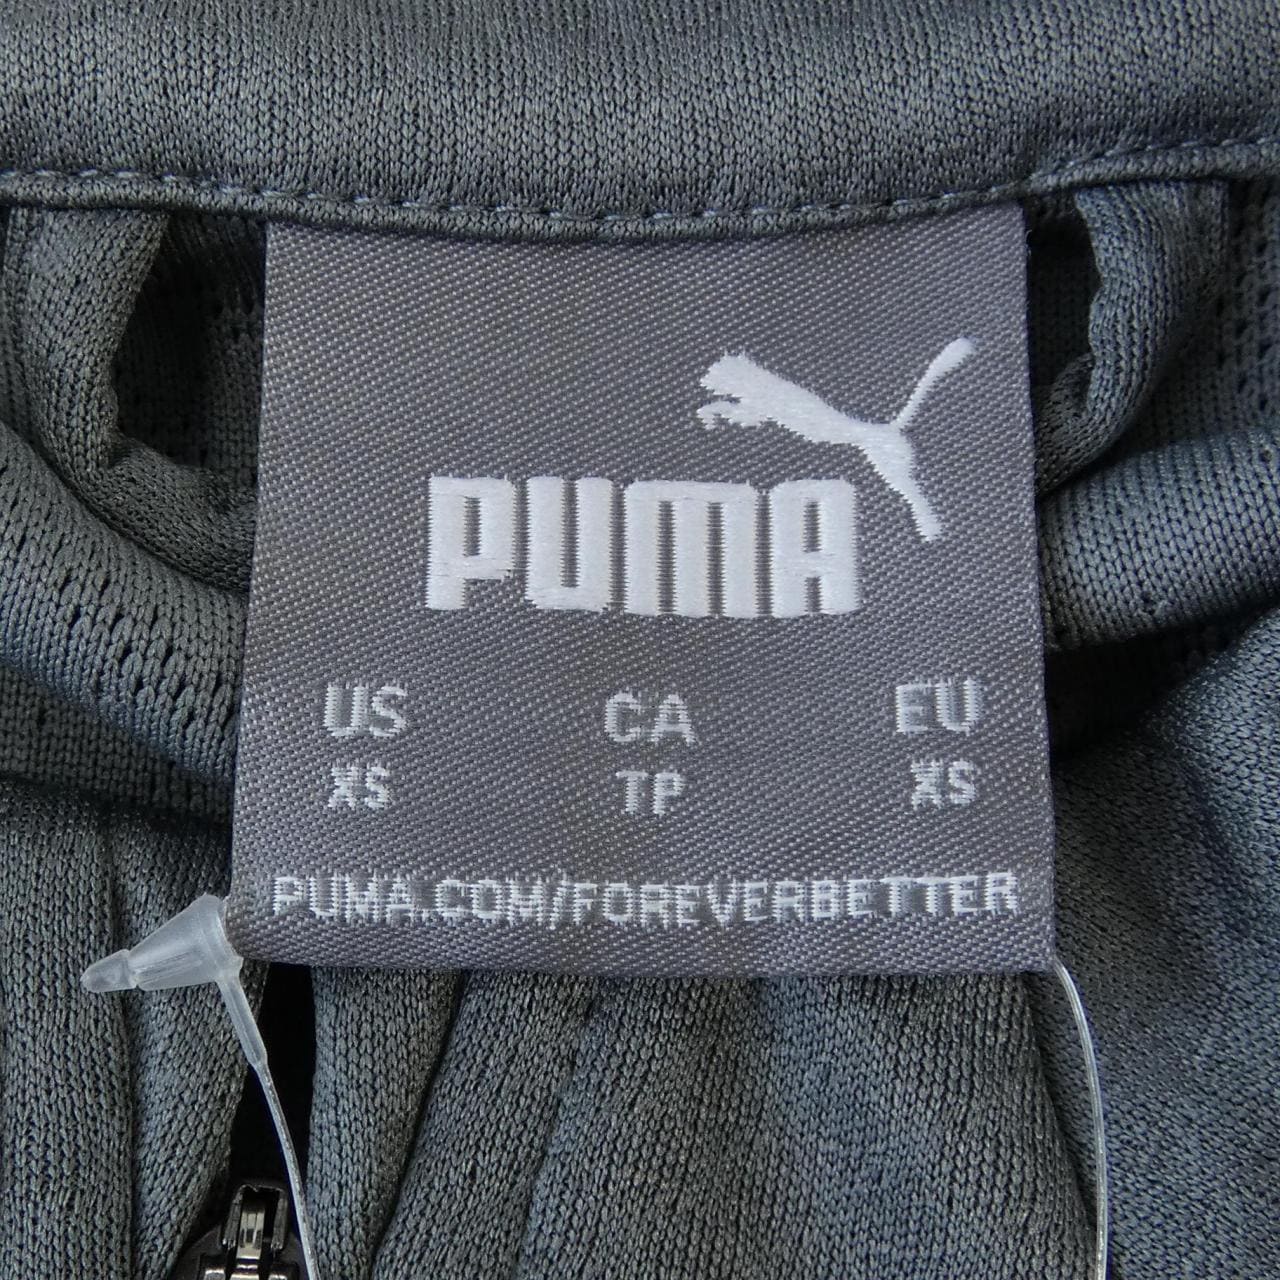 PUMA
US CA EU
XS TP XS
PUMA.COM/FOREVERBETTER